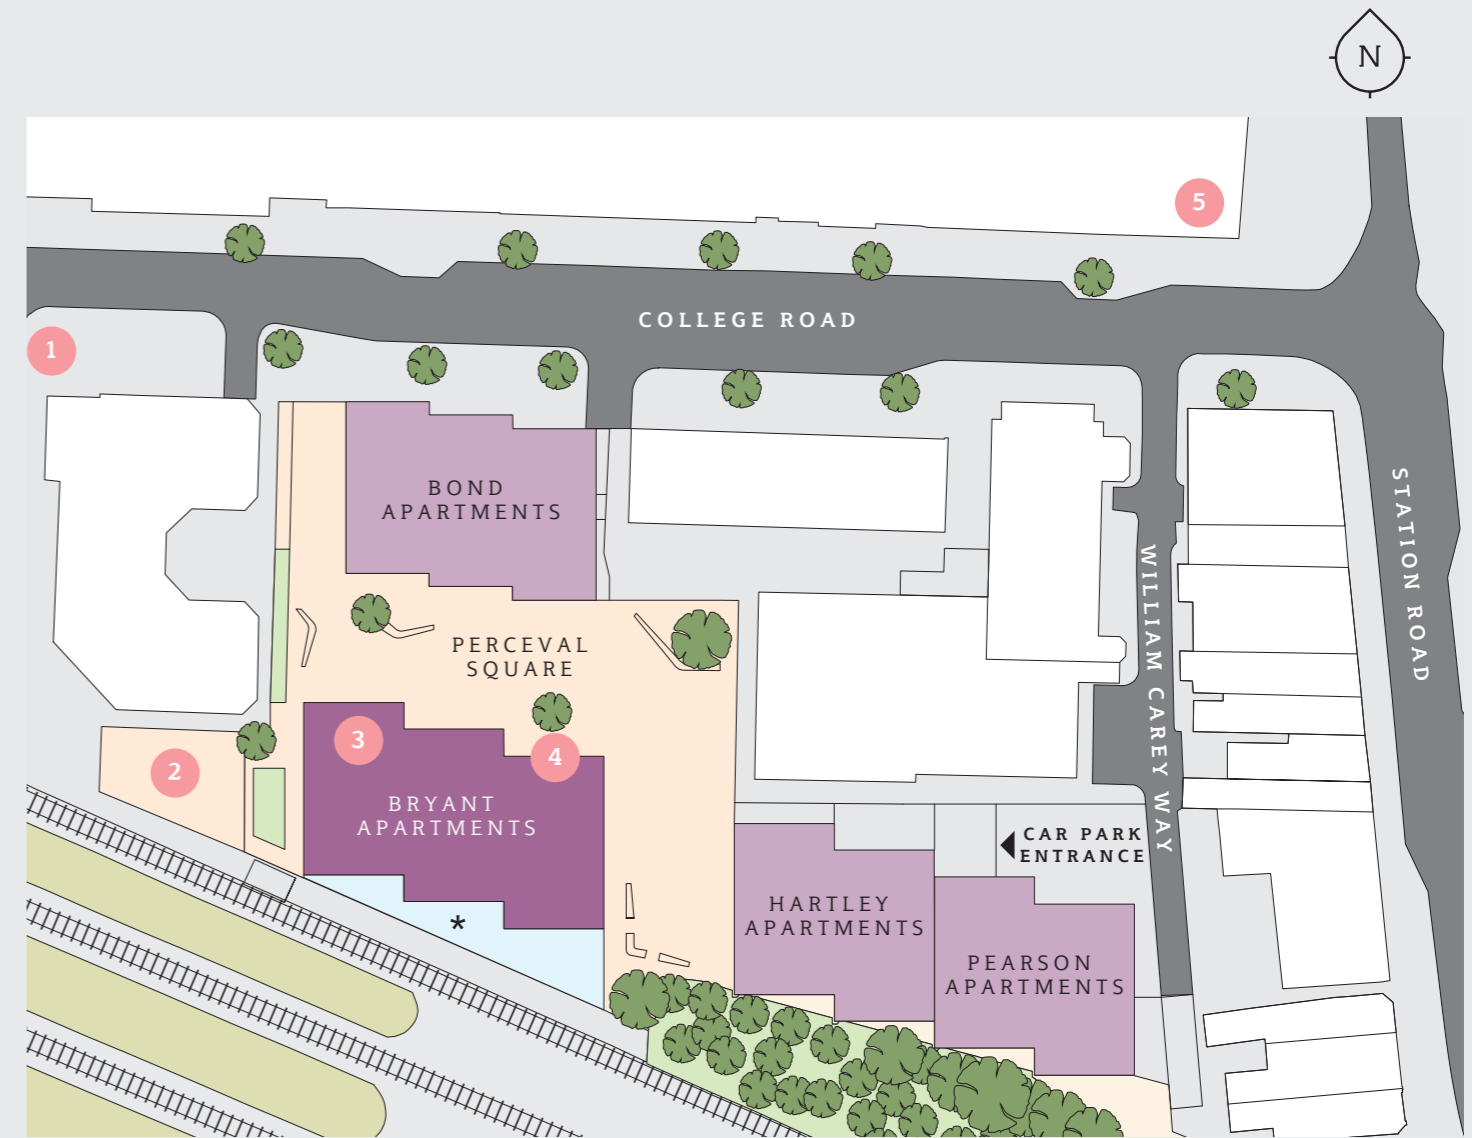 N
5
COLLEGE ROAD
1
BOND
APARTMENTS
STATION ROAD
WILLIAM CAREY WAY
PERCEVAL
SQUARE
3
4
2
BRYANT
APARTMENTS
CAR PARK
ENTRANCE
*
HARTLEY
APARTMENTS
PEARSON
APARTMENTS